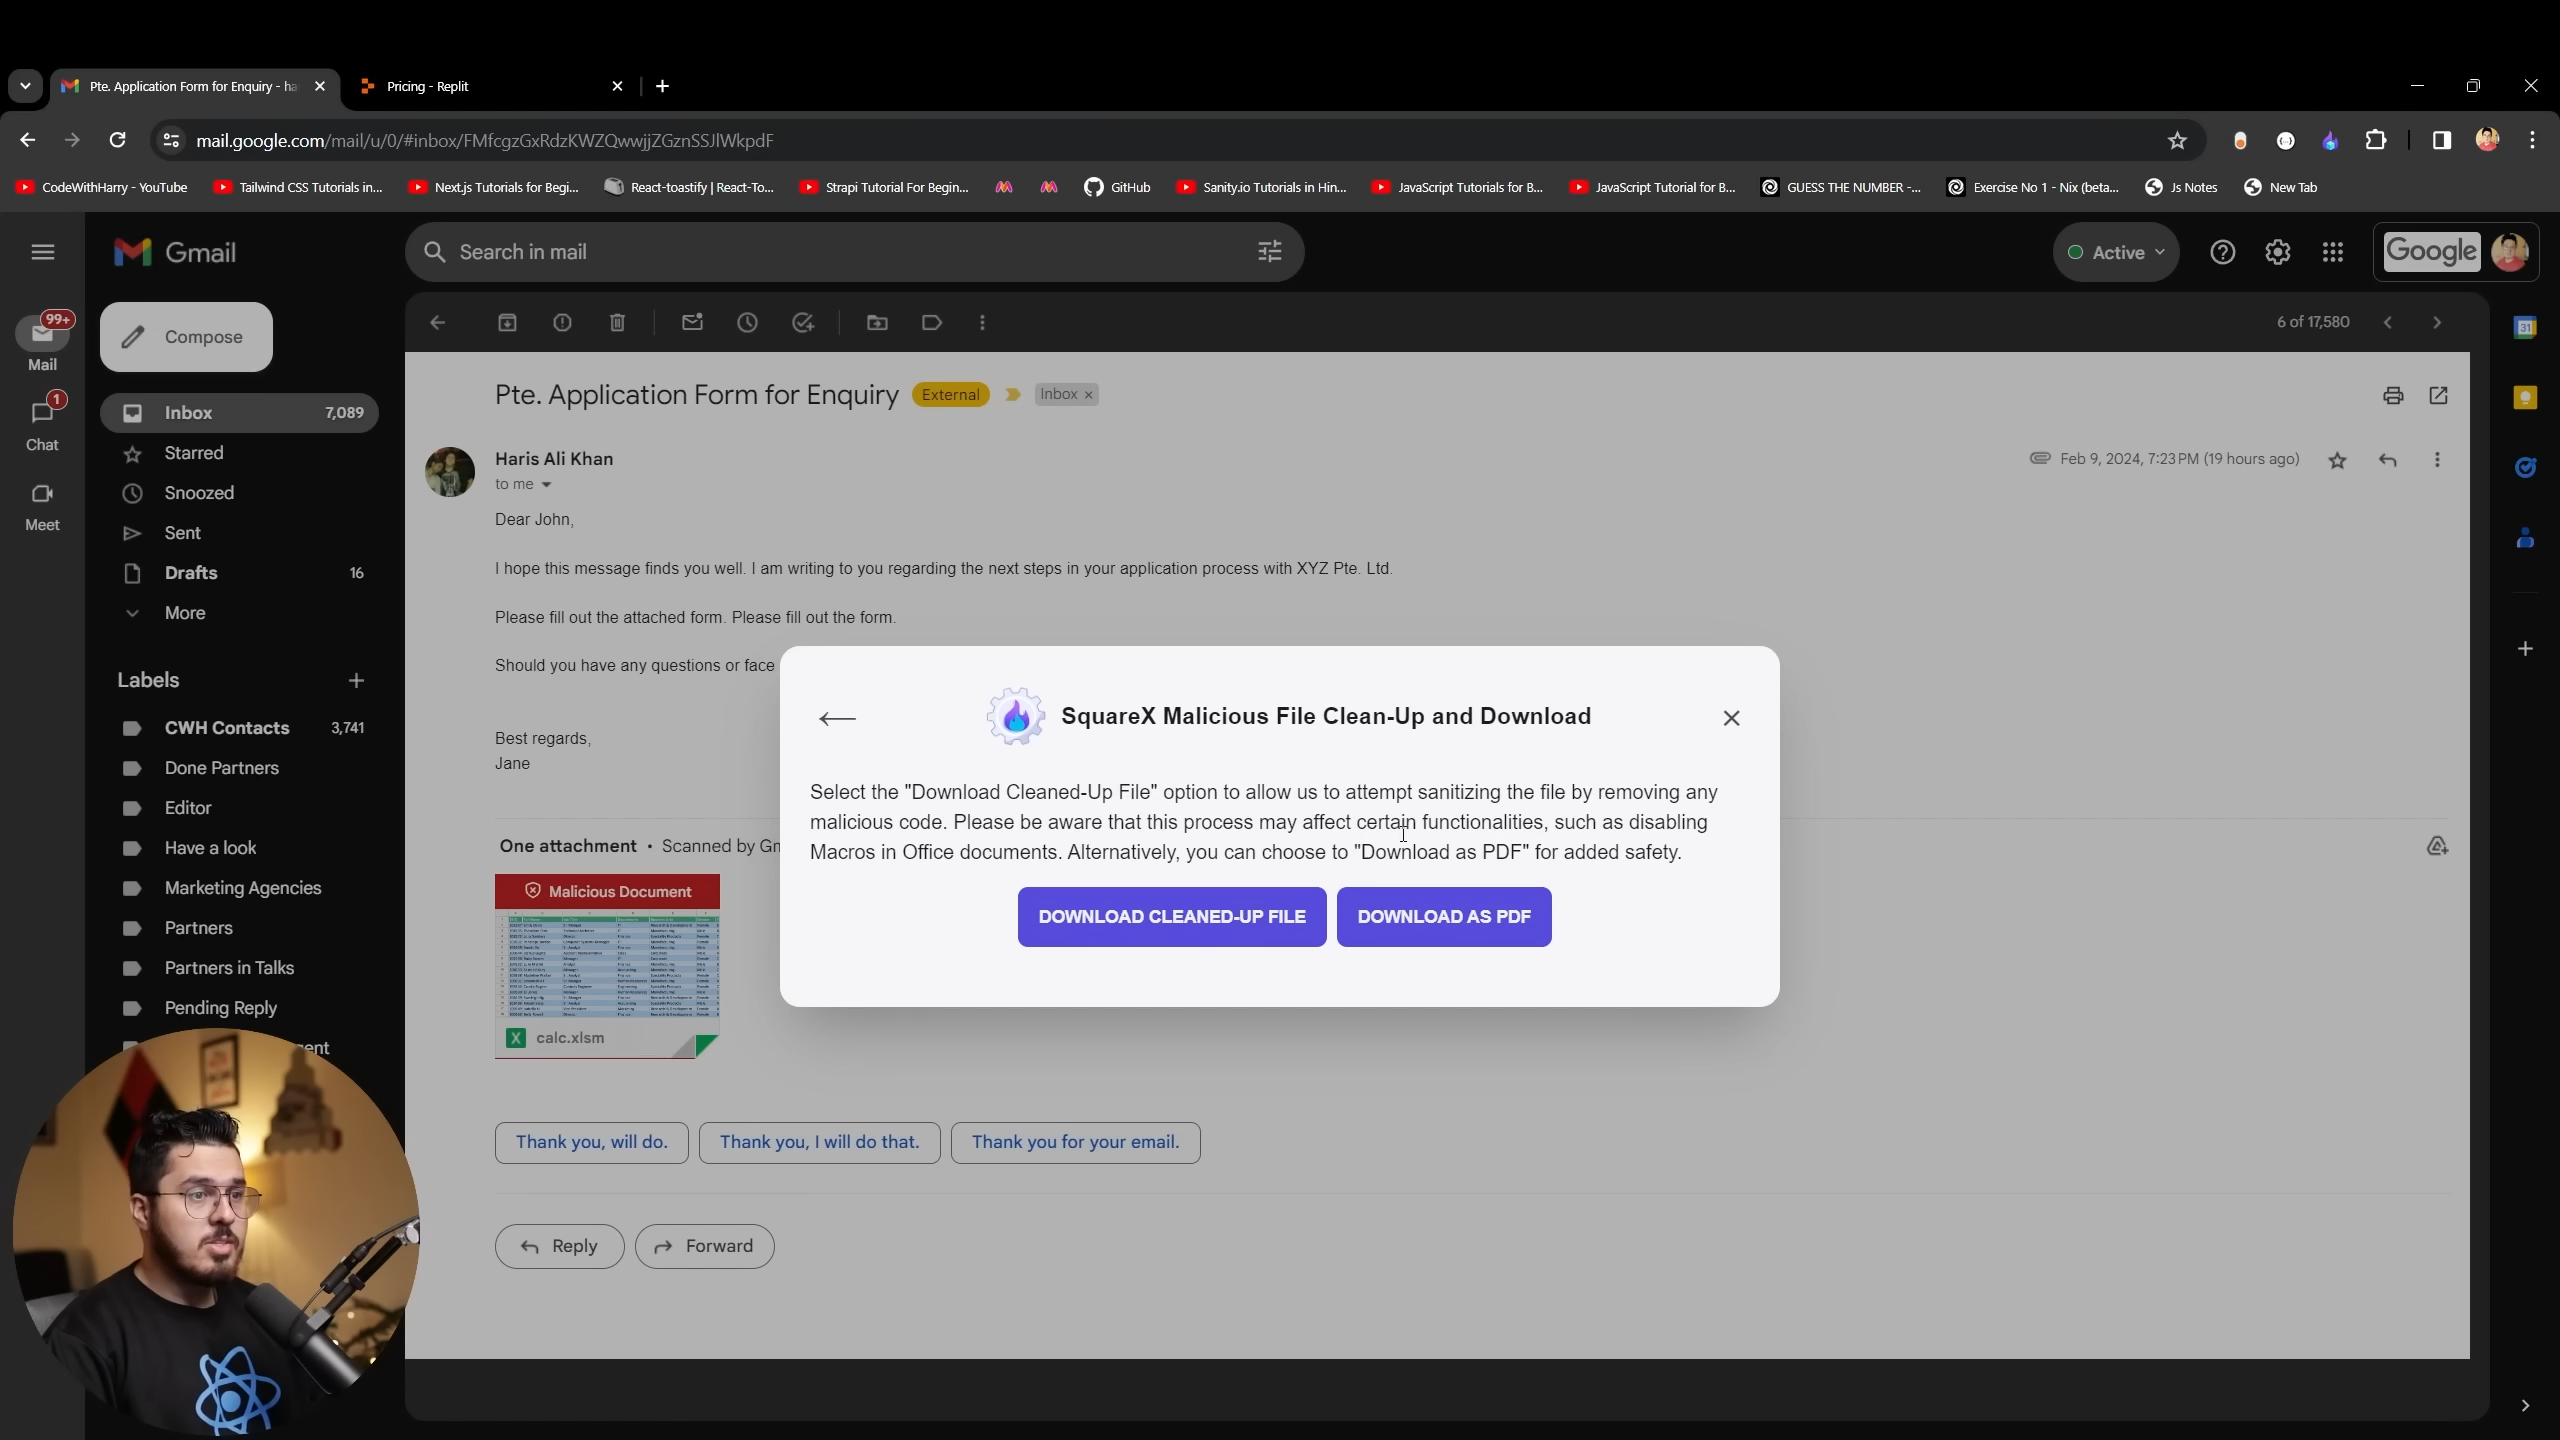 Pte. Application Form for Enquiry - ha
Pricing - Replit
mail.google.com/mail/u/0/#inbox/FMfcgzGxRdzKWZQwwjjZGznSSJlWkpdF
CodeWithHarry - YouTube
Tailwind CSS Tutorials in...
Next.js Tutorials for Begi...
React-toastify | React-To...
Strapi Tutorial For Begin...
GitHub
Sanity.io Tutorials in Hin...
JavaScript Tutorials for B...
JavaScript Tutorial for B...
GUESS THE NUMBER -...
Exercise No 1 - Nix (beta...
Js Notes
New Tab
Gmail
Search in mail
Active
Google
99+
Mail
1
Chat
Meet
Compose
Inbox 7,089
Starred
Snoozed
Sent
Drafts 16
More
Labels
CWH Contacts 3,741
Done Partners
Editor
Have a look
Marketing Agencies
Partners
Partners in Talks
Pending Reply
ent
6 of 17,580
31
Pte. Application Form for Enquiry External Inbox
Haris Ali Khan
to me
Feb 9, 2024, 7:23 PM (19 hours ago)
Dear John,
I hope this message finds you well. I am writing to you regarding the next steps in your application process with XYZ Pte. Ltd.
Please fill out the attached form. Please fill out the form.
Should you have any questions or face
Best regards,
Jane
One attachment • Scanned by Gm
Malicious Document
calc.xlsm
SquareX Malicious File Clean-Up and Download
Select the "Download Cleaned-Up File" option to allow us to attempt sanitizing the file by removing any
malicious code. Please be aware that this process may affect certain functionalities, such as disabling
Macros in Office documents. Alternatively, you can choose to "Download as PDF" for added safety.
DOWNLOAD CLEANED-UP FILE
DOWNLOAD AS PDF
Thank you, will do.
Thank you, I will do that.
Thank you for your email.
Reply
Forward